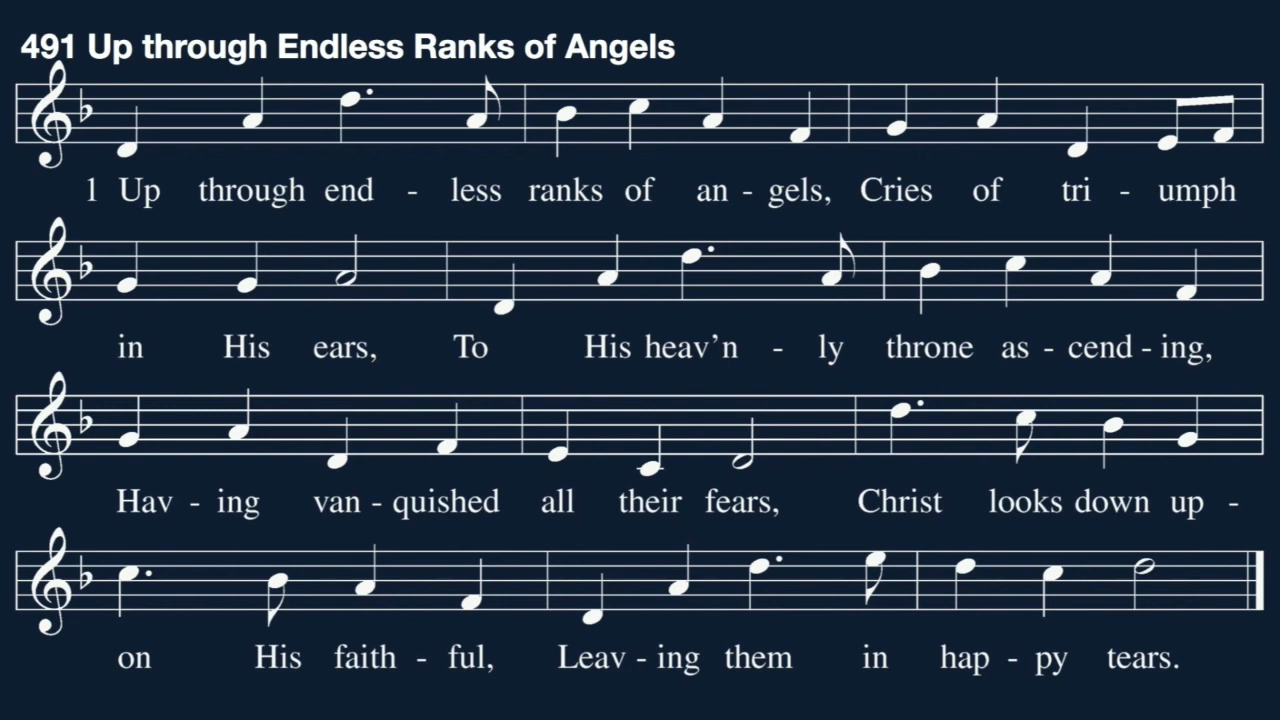 491 Up through Endless Ranks of Angels
1 Up through end - less ranks of an - gels, Cries of tri - umph
in His ears, To His heav’n - ly throne as - cend - ing,
Hav - ing van - quished all their fears, Christ looks down up -
on His faith - ful, Leav - ing them in hap - py tears.